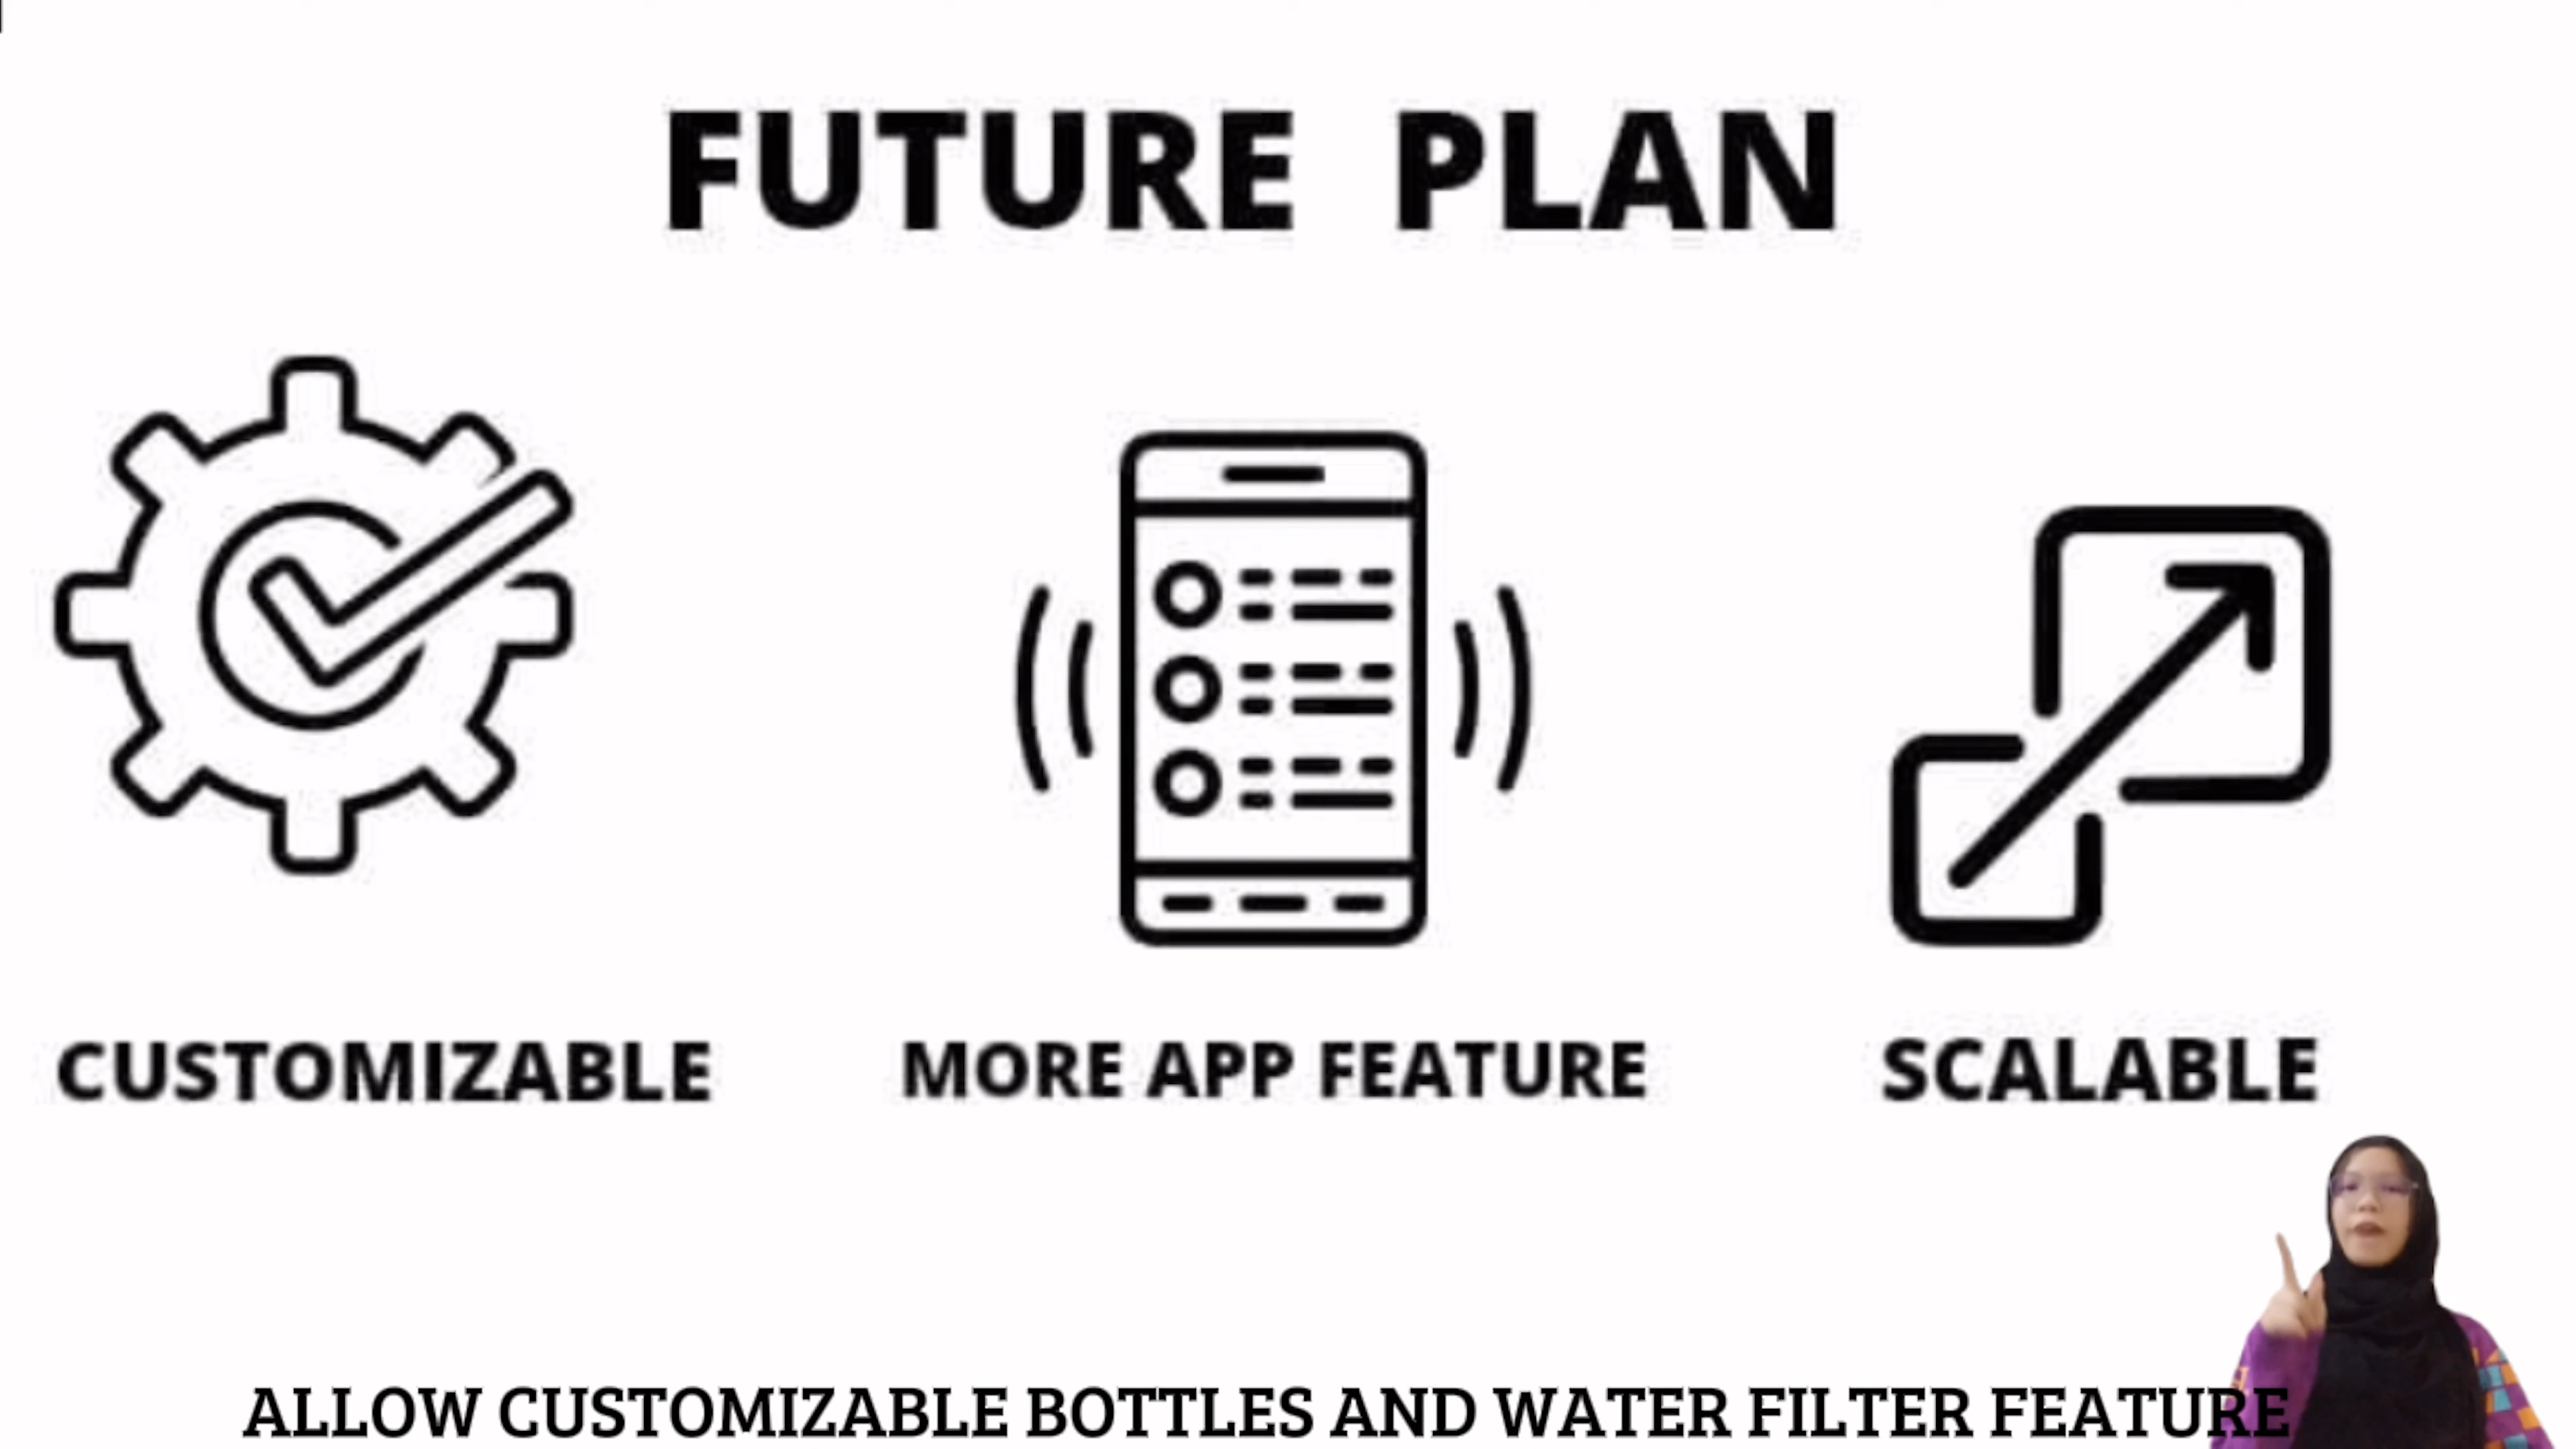 FUTURE PLAN
CUSTOMIZABLE
MORE APP FEATURE
SCALABLE
ALLOW CUSTOMIZABLE BOTTLES AND WATER FILTER FEATURE